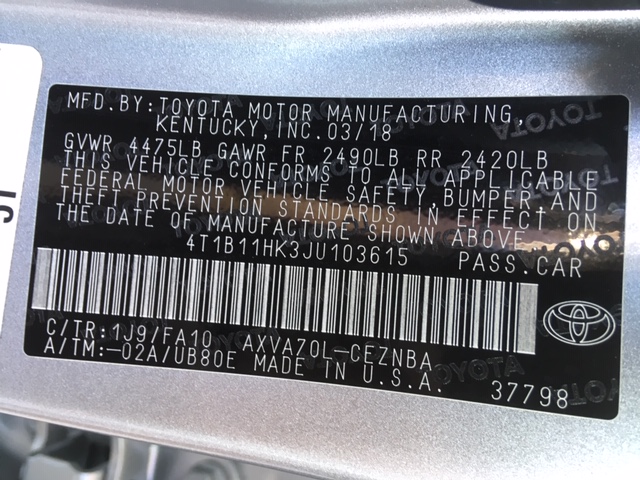 MFD.BY:TOYOTA MOTOR MANUFACTURING,
KENTUCKY,INC.03/18
GVWR 4475LB GAWR FR 2490LB RR 2420LB
THIS VEHICLE CONFORMS TO ALL APPLICABLE
FEDERAL MOTOR VEHICLE SAFETY,BUMPER,AND
THEFT PREVENTION STANDARDS IN EFFECT ON
THE DATE OF MANUFACTURE SHOWN ABOVE.
4T1B11HK3JU103615 PASS.CAR
C/TR:1J9/FA10 AXVA70L-CEZNBA
A/TM:-02A/UB80E MADE IN U.S.A. 37798